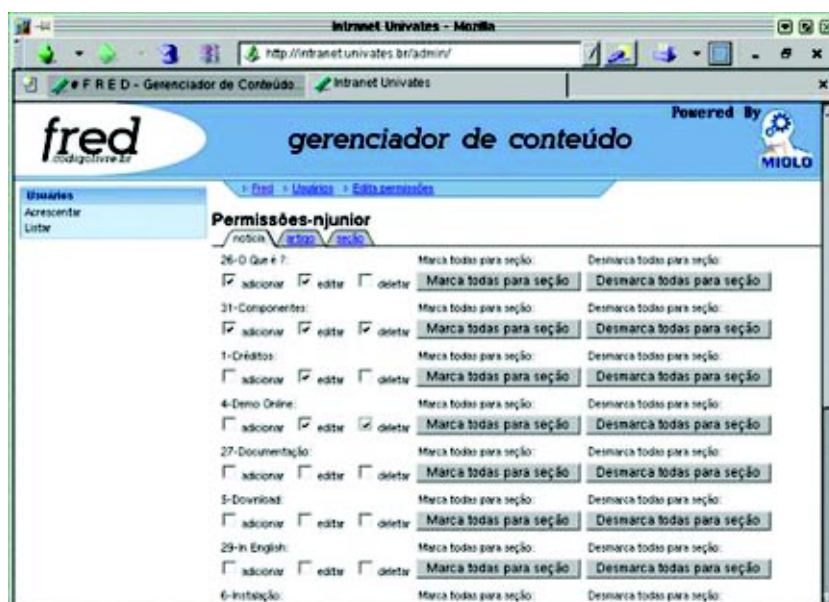 Intranet Univates - Mozilla
http://intranet.univates.br/admin/
# F R E D - Gerenciador de Conteúdo... Intranet Univates
fred
.codigolivre.br
gerenciador de conteúdo
Powered By
MIOLO
Usuários
Acrescentar
Listar
Fred Usuários Edita permissões
Permissões-njunior
notícia artigo seção
26-O Que é ?: Marca todas para seção: Desmarca todas para seção:
adicionar editar deletar Marca todas para seção Desmarca todas para seção
31-Componentes: Marca todas para seção: Desmarca todas para seção:
adicionar editar deletar Marca todas para seção Desmarca todas para seção
1-Créditos: Marca todas para seção: Desmarca todas para seção:
adicionar editar deletar Marca todas para seção Desmarca todas para seção
4-Demo Online: Marca todas para seção: Desmarca todas para seção:
adicionar editar deletar Marca todas para seção Desmarca todas para seção
27-Documentação: Marca todas para seção: Desmarca todas para seção:
adicionar editar deletar Marca todas para seção Desmarca todas para seção
5-Download: Marca todas para seção: Desmarca todas para seção:
adicionar editar deletar Marca todas para seção Desmarca todas para seção
29-In English: Marca todas para seção: Desmarca todas para seção:
adicionar editar deletar Marca todas para seção Desmarca todas para seção
6-Instalação: Marca todas para seção: Desmarca todas para seção: